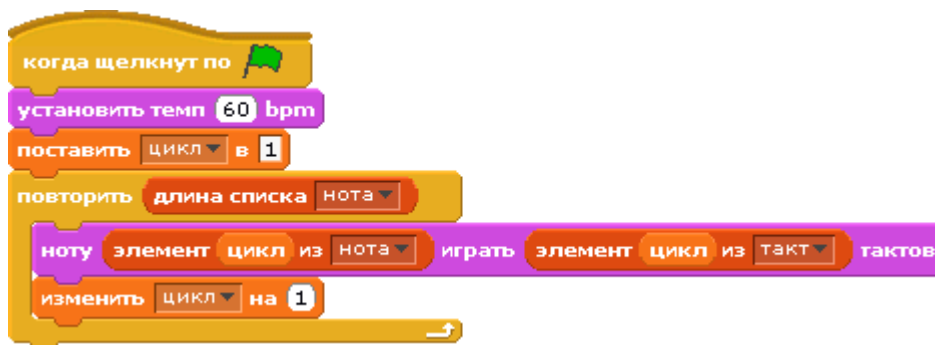 когда щелкнут по
установить темп 60 bpm
поставить цикл в 1
повторить длина списка нота
ноту элемент цикл из нота играть элемент цикл из такт тактов
изменить цикл на 1